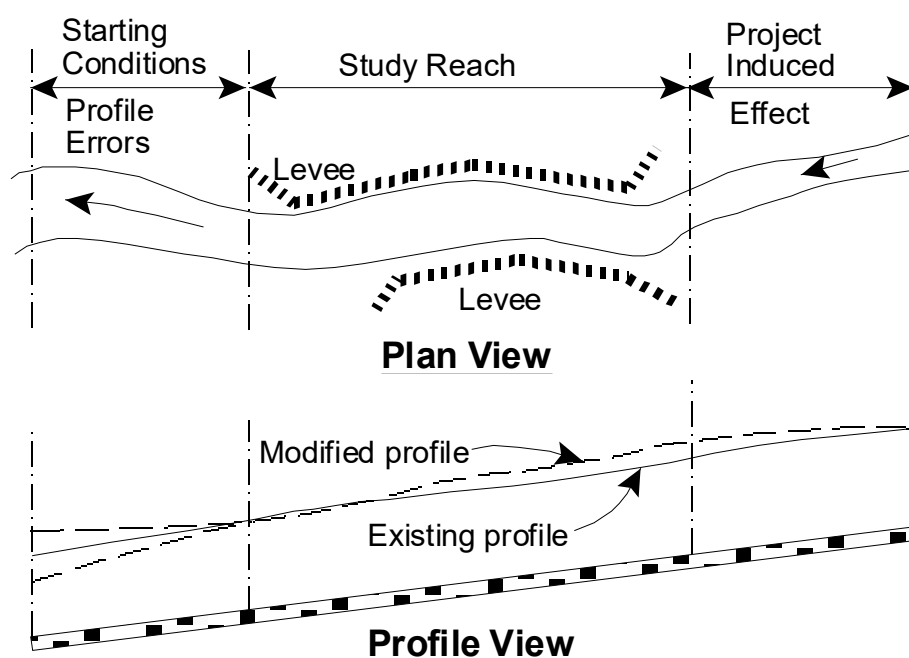 Starting
Conditions
Profile
Errors
Study Reach
Project
Induced
Effect
Levee
Levee
Plan View
Modified profile
Existing profile
Profile View